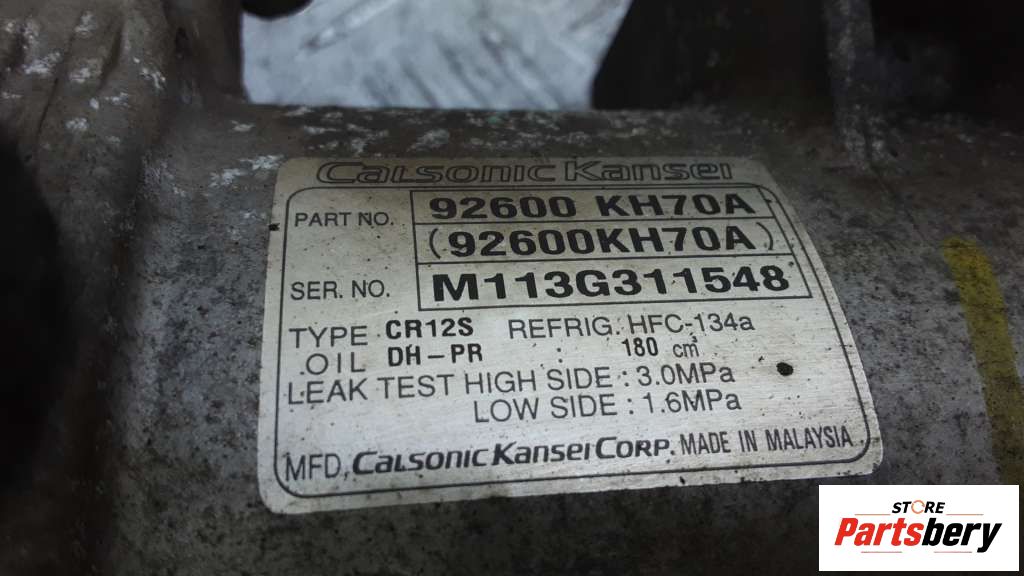 Calsonic Kansei
PART NO. 92600 KH70A
(92600KH70A)
SER. NO. M113G311548
TYPE CR12S REFRIG. HFC-134a
OIL DH-PR : 180 cm³
LEAK TEST HIGH SIDE : 3.0MPa
LOW SIDE : 1.6MPa
MFD. CALSONIC KANSEI CORP. MADE IN MALAYSIA
STORE
Partsbery